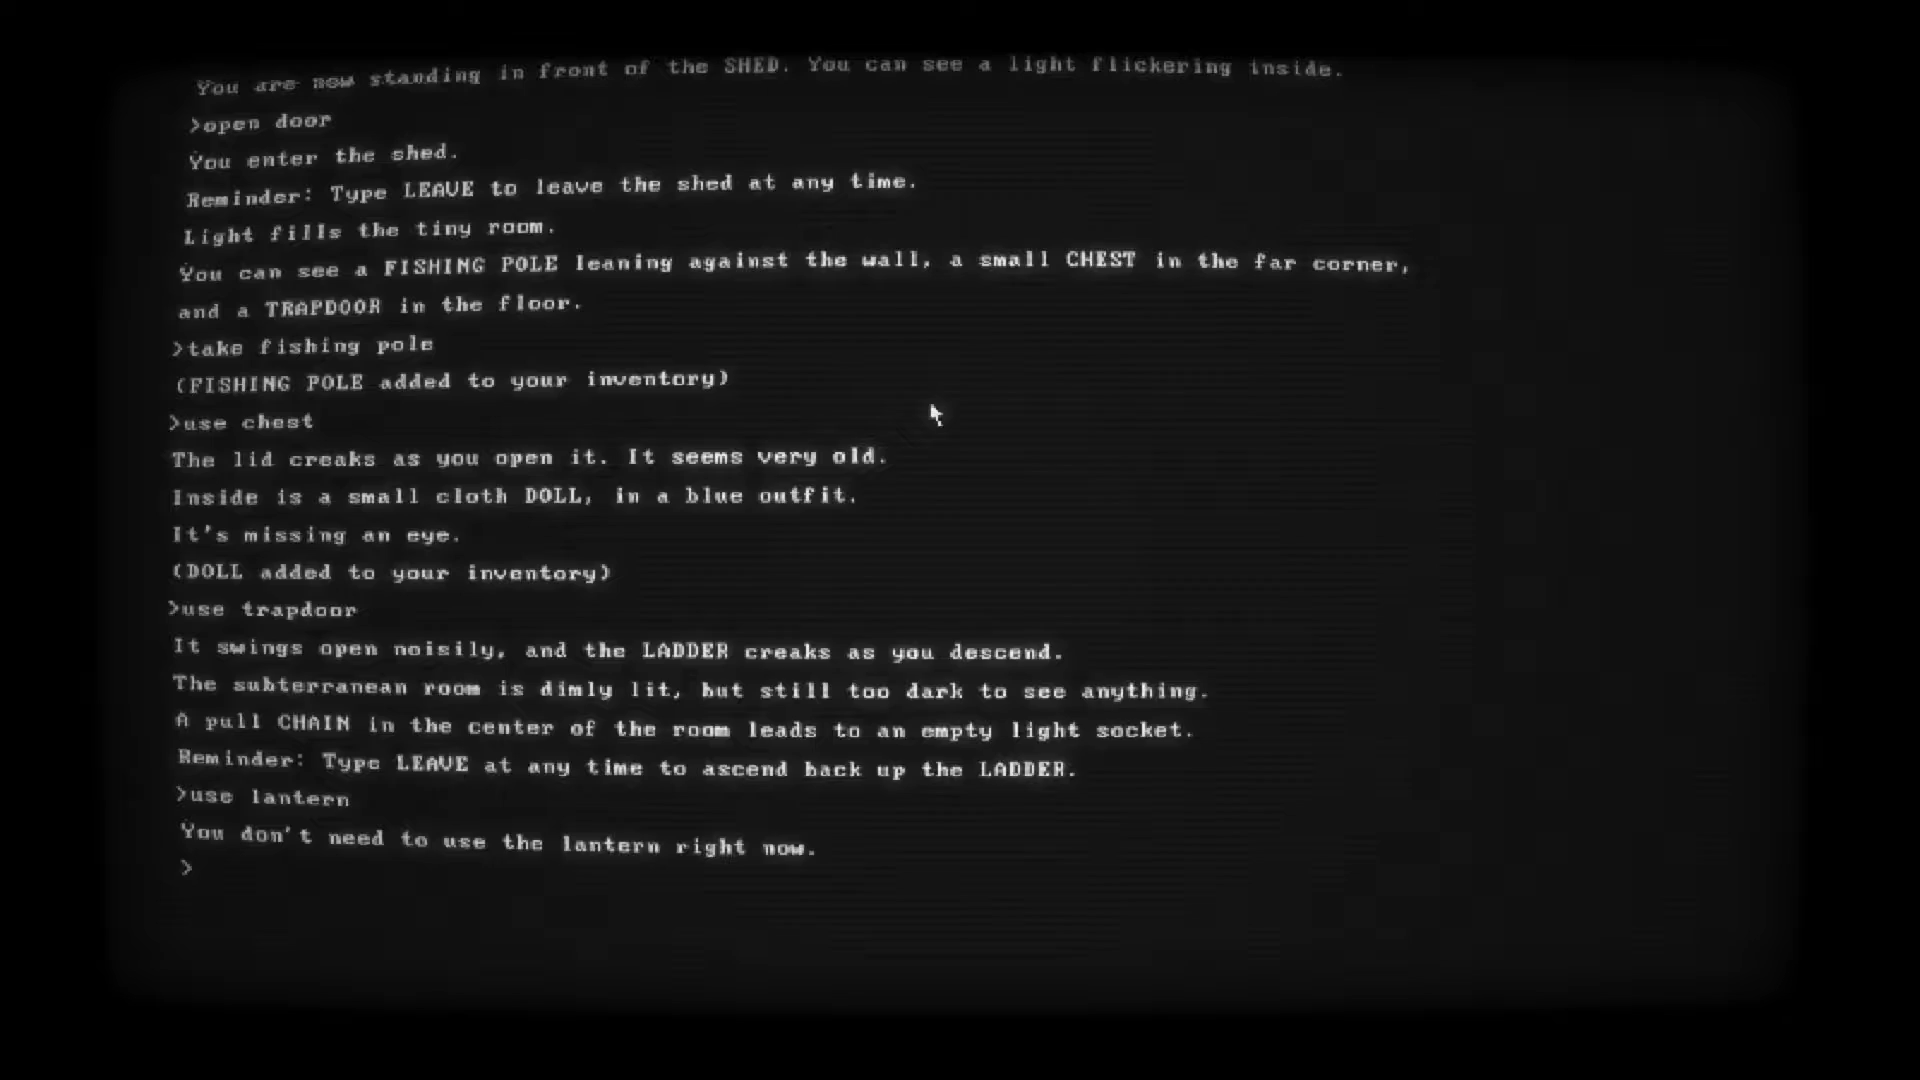 You are now standing in front of the SHED. You can see a light flickering inside.
>open door
You enter the shed.
Reminder: Type LEAVE to leave the shed at any time.
Light fills the tiny room.
You can see a FISHING POLE leaning against the wall, a small CHEST in the far corner,
and a TRAPDOOR in the floor.
>take fishing pole
(FISHING POLE added to your inventory)
>use chest
The lid creaks as you open it. It seems very old.
Inside is a small cloth DOLL, in a blue outfit.
It's missing an eye.
(DOLL added to your inventory)
>use trapdoor
It swings open noisily, and the LADDER creaks as you descend.
The subterranean room is dimly lit, but still too dark to see anything.
A pull CHAIN in the center of the room leads to an empty light socket.
Reminder: Type LEAVE at any time to ascend back up the LADDER.
>use lantern
You don't need to use the lantern right now.
>